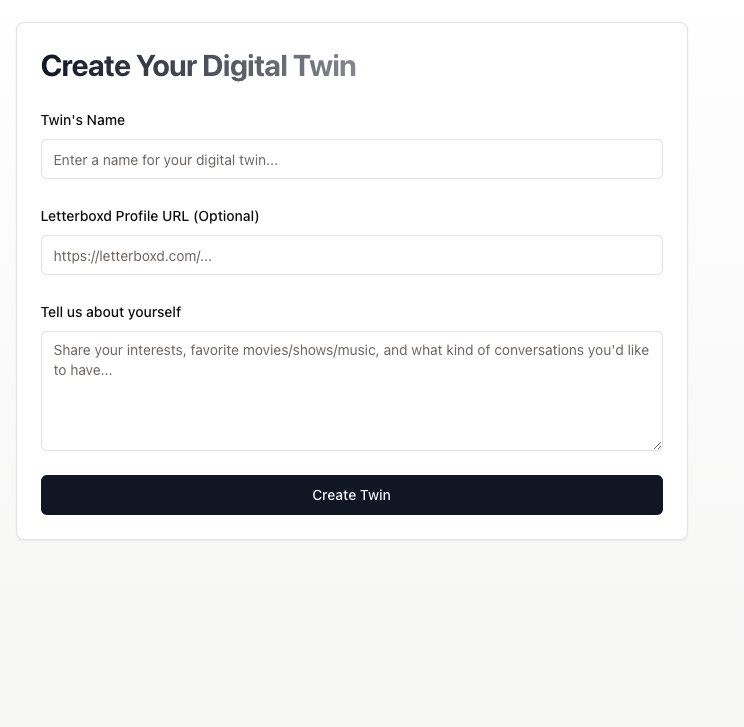 Create Your Digital Twin
Twin's Name
Enter a name for your digital twin...
Letterboxd Profile URL (Optional)
https://letterboxd.com/...
Tell us about yourself
Share your interests, favorite movies/shows/music, and what kind of conversations you'd like
to have...
Create Twin